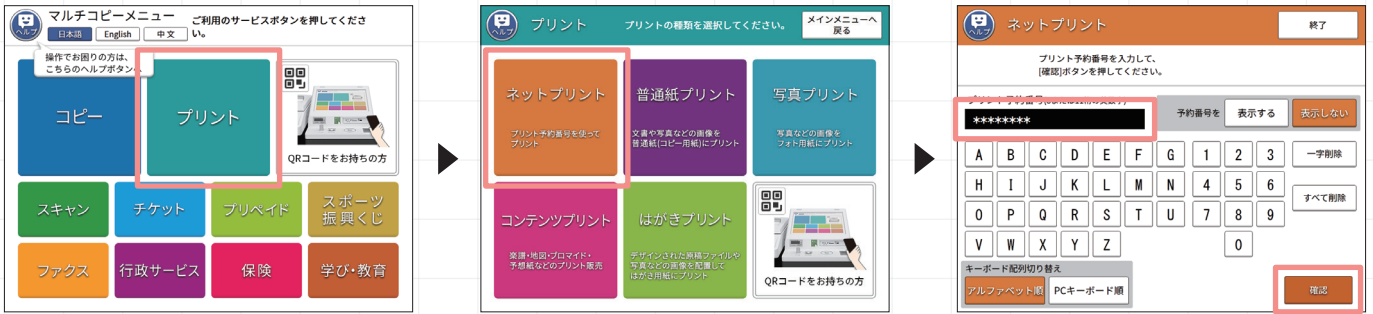 ヘルプ
マルチコピーメニュー
ご利用のサービスボタンを押してくださ
い。
日本語 English 中文
操作でお困りの方は、
こちらのヘルプボタンへ
コピー
プリント
QRコードをお持ちの方
スキャン
チケット
プリペイド
スポーツ
振興くじ
ファクス
行政サービス
保険
学び・教育
ヘルプ
プリント
プリントの種類を選択してください。
メインメニューへ
戻る
ネットプリント
プリント予約番号を使って
プリント
普通紙プリント
文書や写真などの画像を
普通紙(コピー用紙)にプリント
写真プリント
写真などの画像を
フォト用紙にプリント
コンテンツプリント
楽譜・地図・ブロマイド・
予想紙などのプリント販売
はがきプリント
デザインされた原稿ファイルや
写真などの画像を配置して
はがき用紙にプリント
QRコードをお持ちの方
ヘルプ
ネットプリント
終了
プリント予約番号を入力して、
[確認]ボタンを押してください。
プリント予約番号
********
予約番号を 表示する 表示しない
A B C D E F G 1 2 3 一字削除
H I J K L M N 4 5 6
すべて削除
O P Q R S T U 7 8 9
V W X Y Z 0
キーボード配列切り替え
アルファベット順 PCキーボード順
確認